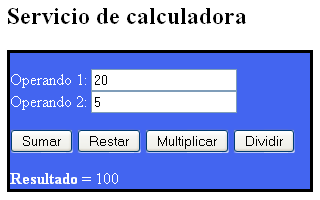 Servicio de calculadora
Operando 1: 20
Operando 2: 5
Sumar Restar Multiplicar Dividir
Resultado = 100